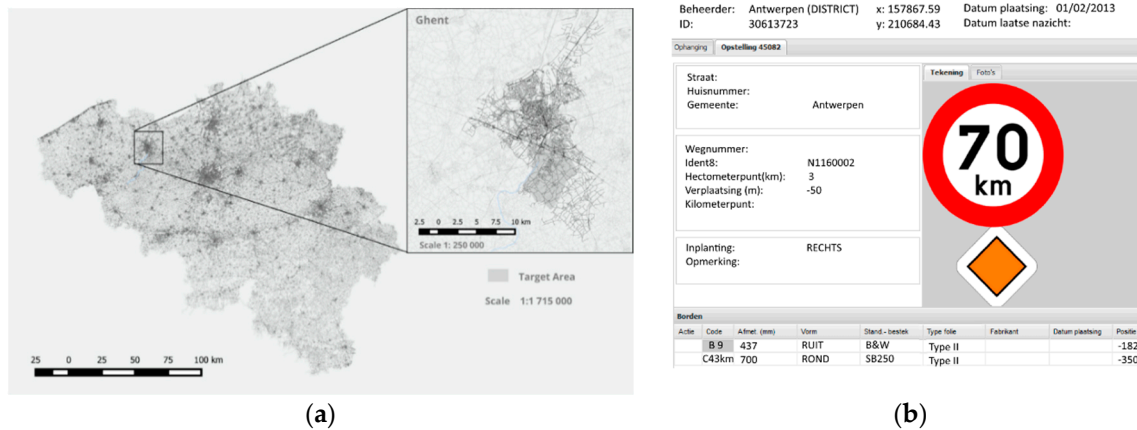 Ghent
2.5 0 2.5 5 7.5 10 km
Scale 1: 250 000
Target Area
Scale 1:1 715 000
25 0 25 50 75 100 km
(a)
Beheerder: Antwerpen (DISTRICT) x: 157867.59 Datum plaatsing: 01/02/2013
ID: 30613723 y: 210684.43 Datum laatse nazicht:
Ophanging Opstelling 45082
Straat:
Huisnummer:
Gemeente: Antwerpen
Wegnummer:
Ident8: N1160002
Hectometerpunt(km): 3
Verplaatsing (m): -50
Kilometerpunt:
Inplanting: RECHTS
Opmerking:
Tekening Foto's
70
km
Borden
Actie Code Afmet. (mm) Vorm Stand.- bestek Type folie Fabrikant Datum plaatsing Positie
B 9 437 RUIT B&W Type II -182
C43km 700 ROND SB250 Type II -350
(b)